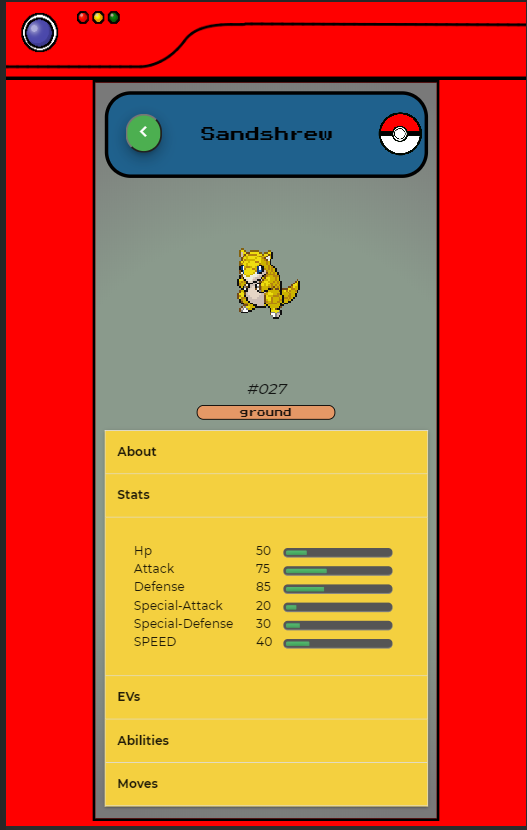 Sandshrew
#027
ground
About
Stats
Hp 50
Attack 75
Defense 85
Special-Attack 20
Special-Defense 30
SPEED 40
EVs
Abilities
Moves